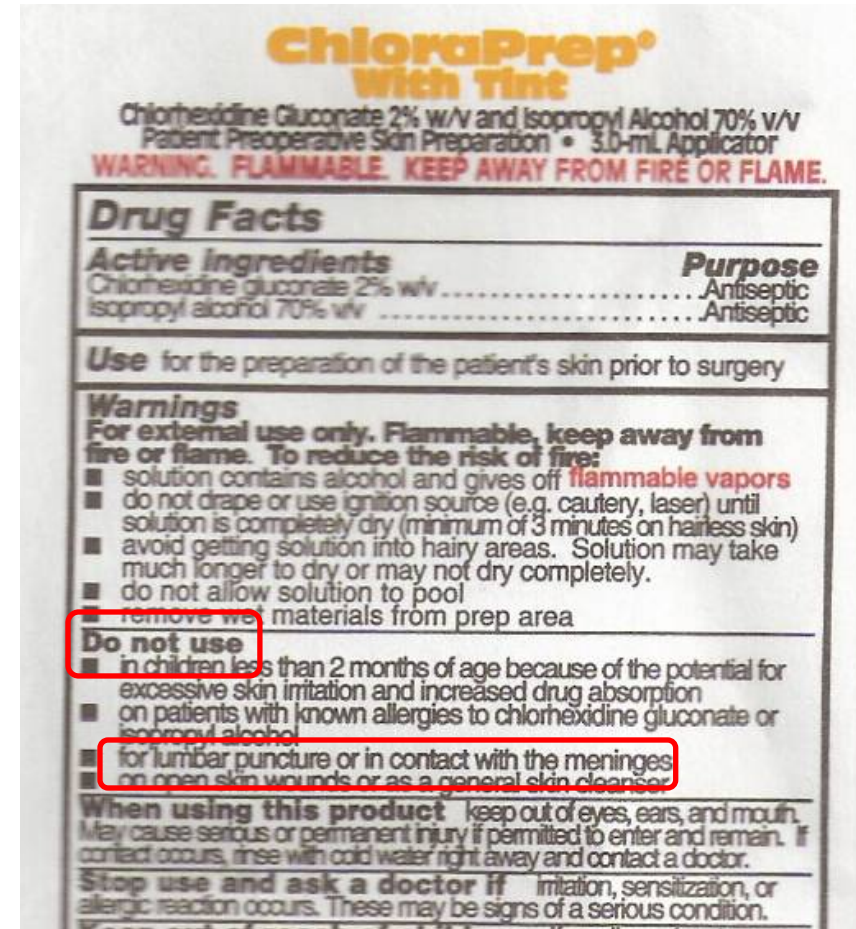 ChloraPrep®
With Tint
Chlorhexidine Gluconate 2% w/v and Isopropyl Alcohol 70% v/v
Patient Preoperative Skin Preparation • 3.0-mL Applicator
WARNING. FLAMMABLE. KEEP AWAY FROM FIRE OR FLAME.
Drug Facts
Active ingredients Purpose
Chlorhexidine gluconate 2% w/v.........................Antiseptic
Isopropyl alcohol 70% v/v ..............................Antiseptic
Use for the preparation of the patient's skin prior to surgery
Warnings
For external use only. Flammable, keep away from
fire or flame. To reduce the risk of fire:
■ solution contains alcohol and gives off flammable vapors
■ do not drape or use ignition source (e.g. cautery, laser) until
solution is completely dry (minimum of 3 minutes on hairless skin)
■ avoid getting solution into hairy areas. Solution may take
much longer to dry or may not dry completely.
■ do not allow solution to pool
■ remove wet materials from prep area
Do not use
■ in children less than 2 months of age because of the potential for
excessive skin irritation and increased drug absorption
■ on patients with known allergies to chlorhexidine gluconate or
isopropyl alcohol
■ for lumbar puncture or in contact with the meninges
■ on open skin wounds or as a general skin cleanser
When using this product keep out of eyes, ears, and mouth.
May cause serious or permanent injury if permitted to enter and remain. If
contact occurs, rinse with cold water right away and contact a doctor.
Stop use and ask a doctor if irritation, sensitization, or
allergic reaction occurs. These may be signs of a serious condition.
Keep out of reach of